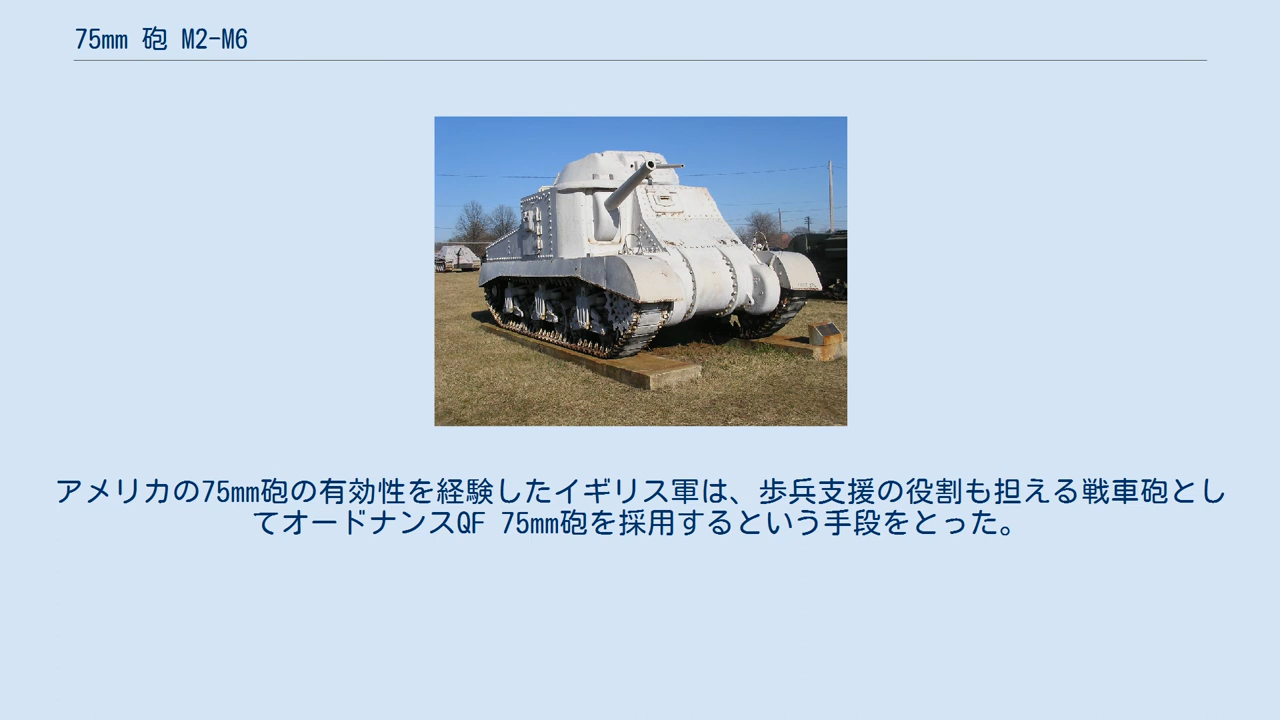 75mm 砲 M2-M6
アメリカの75mm砲の有効性を経験したイギリス軍は、歩兵支援の役割も担える戦車砲とし
てオードナンスQF 75mm砲を採用するという手段をとった。